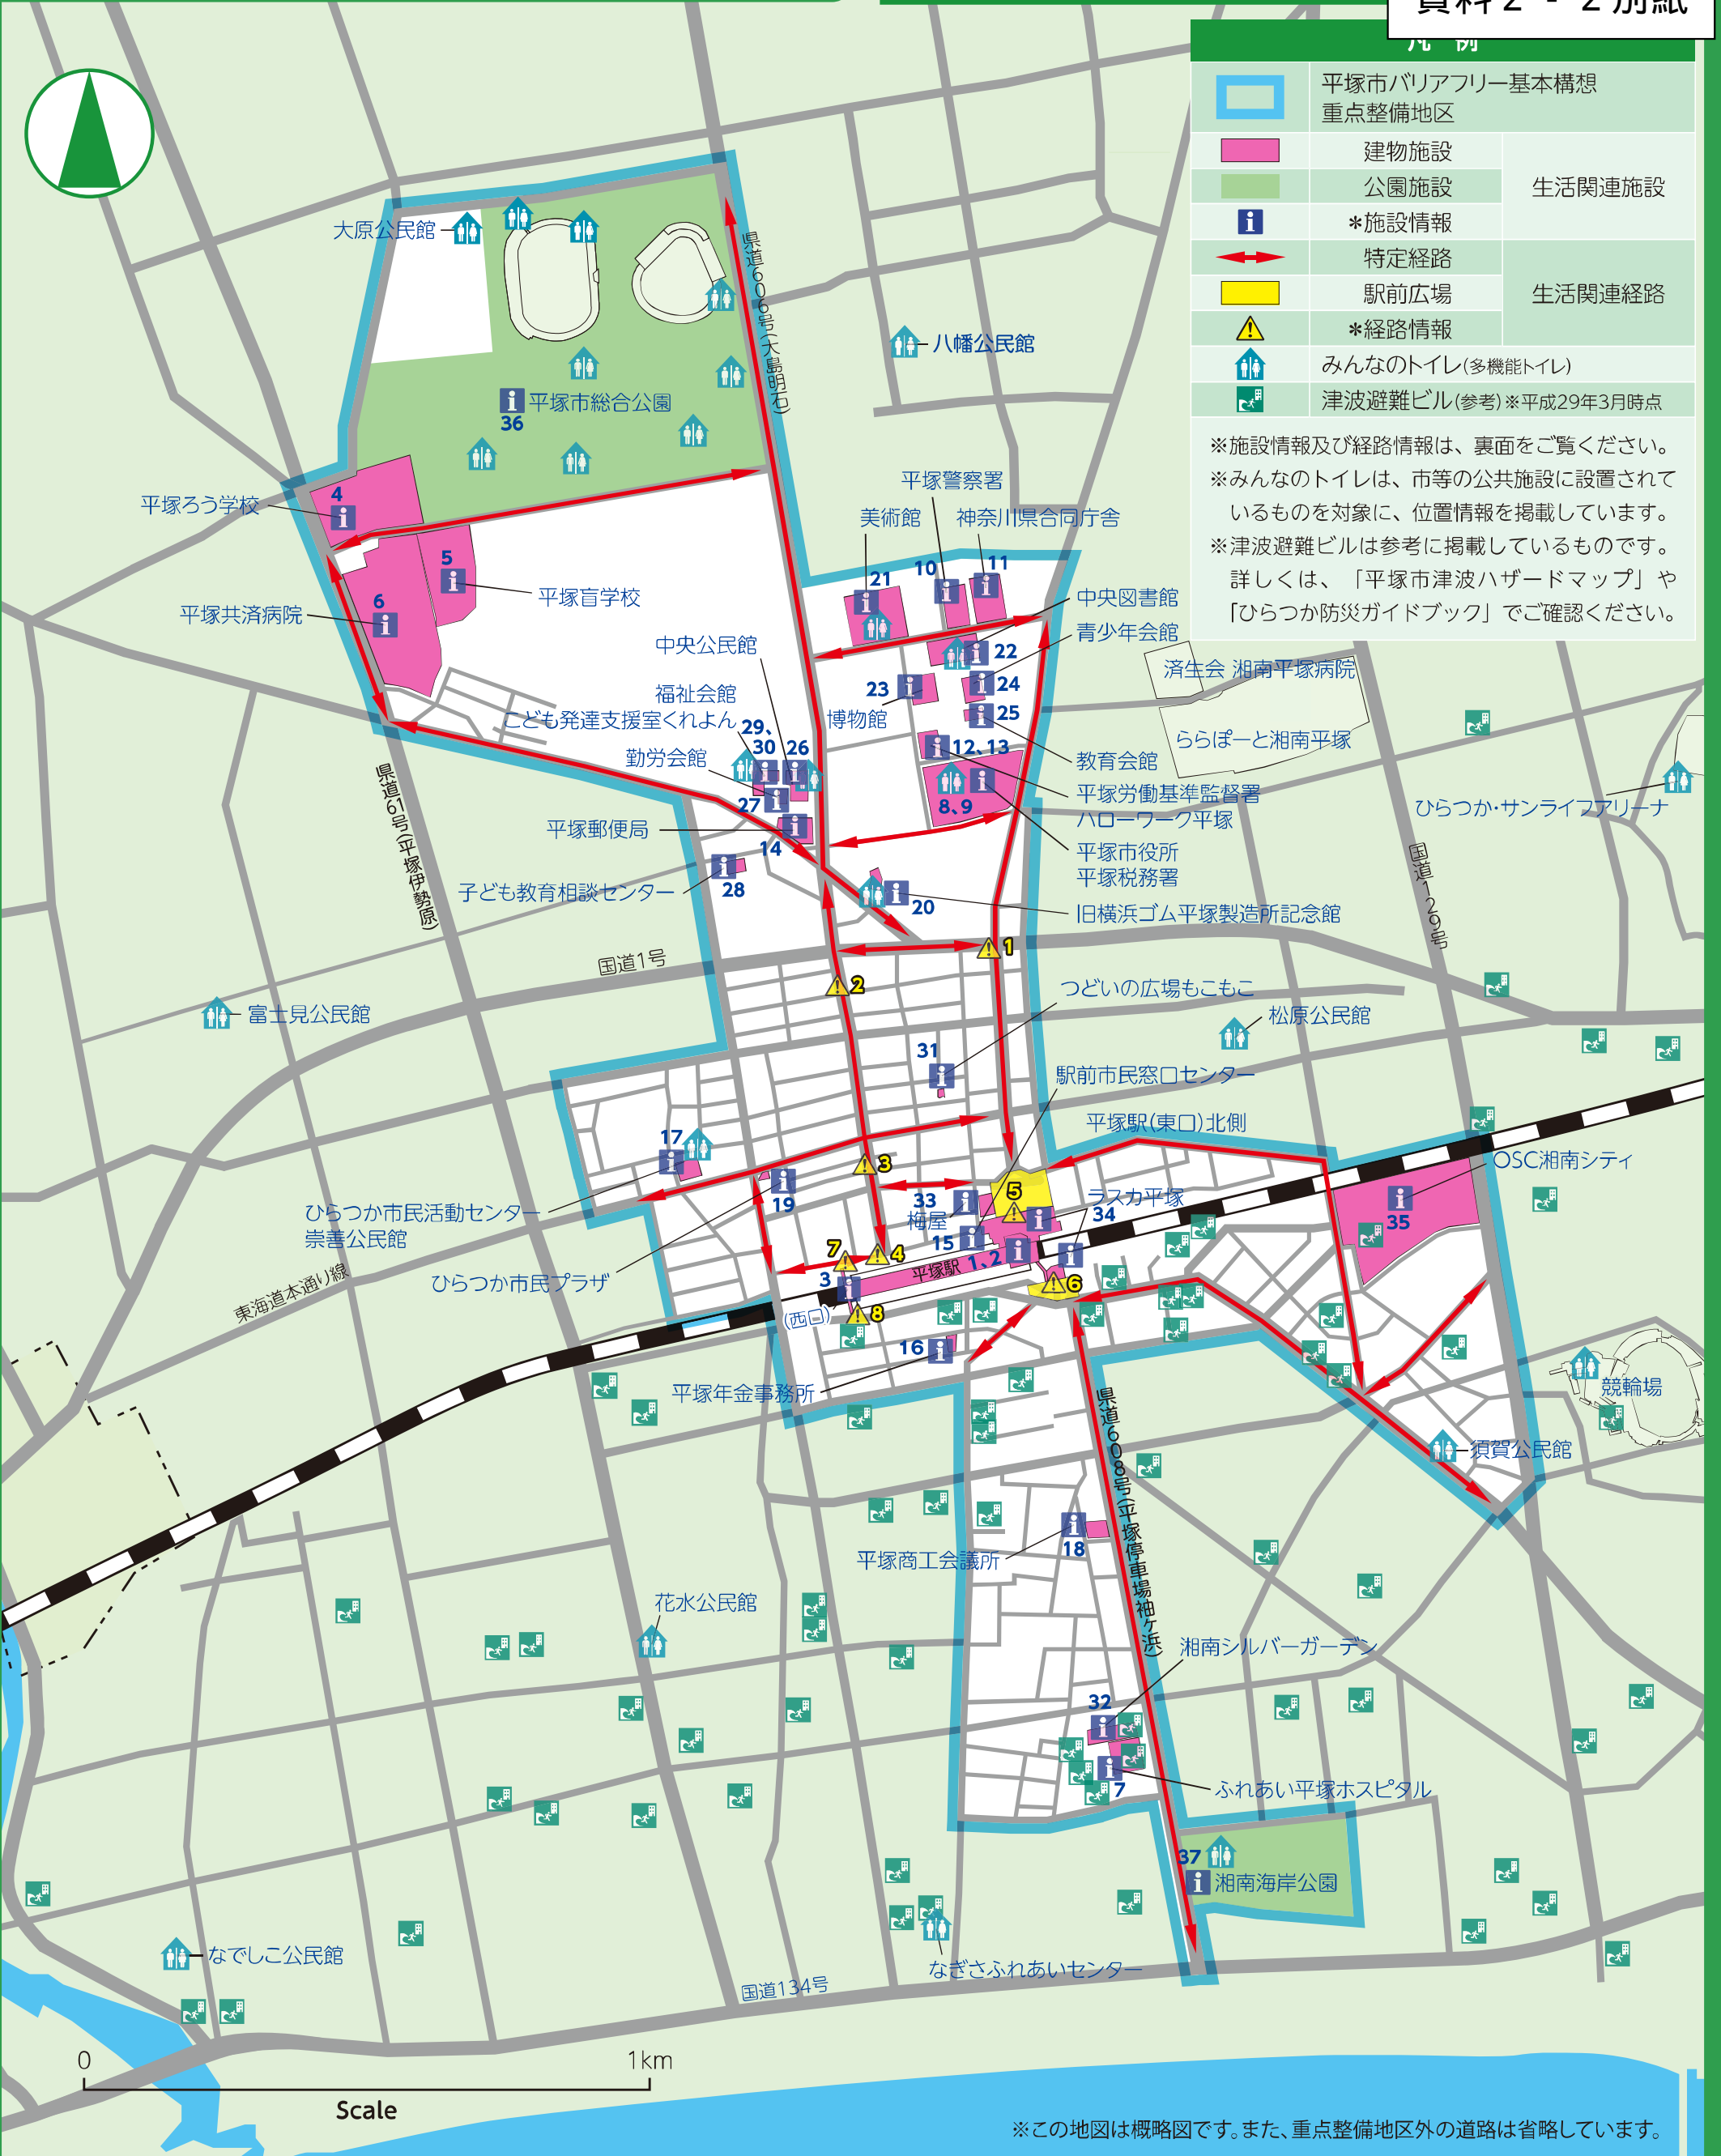 資料２‐２別紙
凡 例
平塚市バリアフリー基本構想
重点整備地区
建物施設
公園施設
生活関連施設
＊施設情報
特定経路
駅前広場
生活関連経路
＊経路情報
みんなのトイレ(多機能トイレ)
津波避難ビル(参考)※平成29年3月時点
※施設情報及び経路情報は、裏面をご覧ください。
※みんなのトイレは、市等の公共施設に設置されて
いるものを対象に、位置情報を掲載しています。
※津波避難ビルは参考に掲載しているものです。
詳しくは、「平塚市津波ハザードマップ」や
「ひらつか防災ガイドブック」でご確認ください。
大原公民館
県道606号(大島明石)
八幡公民館
平塚市総合公園
36
平塚ろう学校
4
平塚警察署
美術館
神奈川県合同庁舎
5
平塚盲学校
6
平塚共済病院
21
10
11
中央図書館
青少年会館
22
中央公民館
済生会 湘南平塚病院
23
24
福祉会館
こども発達支援室くれよん
博物館
25
ららぽーと湘南平塚
29、
30
26
12、13
教育会館
勤労会館
平塚労働基準監督署
ハローワーク平塚
27
8、9
ひらつか・サンライフアリーナ
平塚郵便局
14
平塚市役所
平塚税務署
県道61号(平塚伊勢原)
子ども教育相談センター
28
20
旧横浜ゴム平塚製造所記念館
国道129号
国道1号
1
2
つどいの広場もこもこ
富士見公民館
松原公民館
31
駅前市民窓口センター
平塚駅(東口)北側
17
3
OSC湘南シティ
19
33
5
ラスカ平塚
34
35
ひらつか市民活動センター
崇善公民館
梅屋
15
ひらつか市民プラザ
7
4
平塚駅
1、2
3
6
東海道本通り線
(西口)
8
16
平塚年金事務所
競輪場
県道608号(平塚停車場袖ヶ浜)
須賀公民館
平塚商工会議所
18
花水公民館
湘南シルバーガーデン
32
7
ふれあい平塚ホスピタル
37
湘南海岸公園
なでしこ公民館
なぎさふれあいセンター
国道134号
0
1km
Scale
※この地図は概略図です。また、重点整備地区外の道路は省略しています。